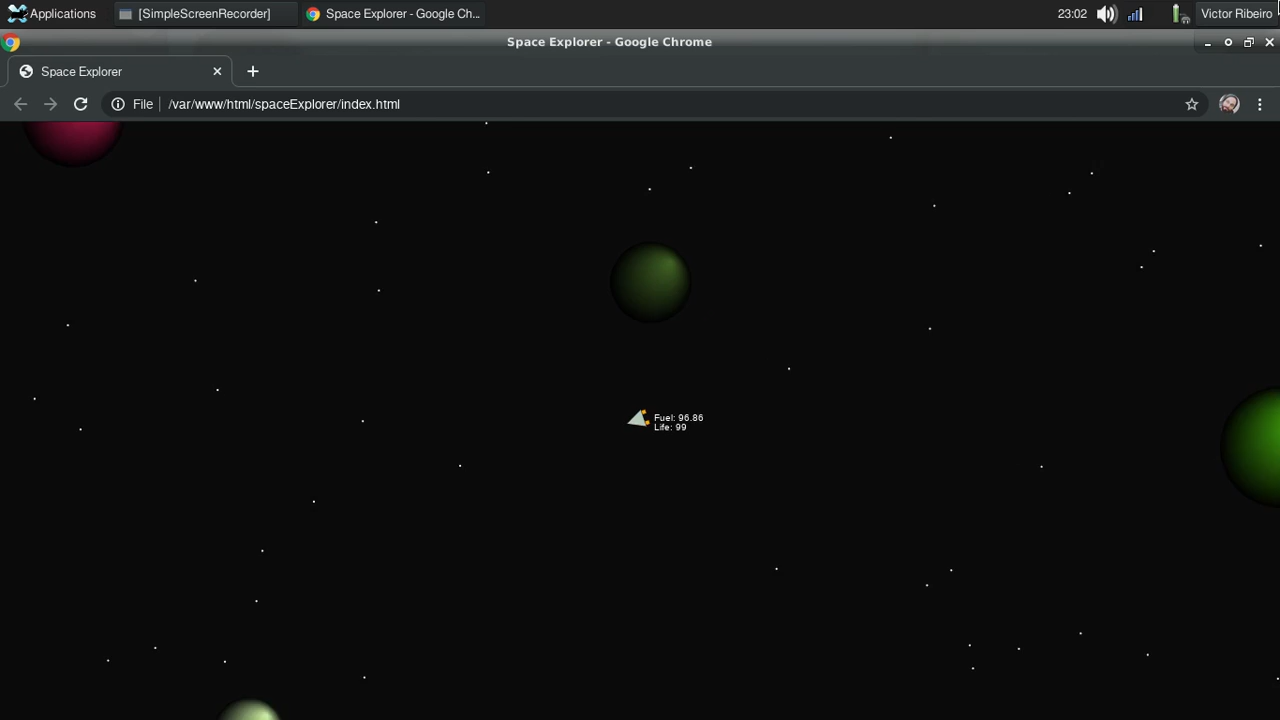 Applications
[SimpleScreenRecorder]
Space Explorer - Google Ch...
23:02
Victor Ribeiro
Space Explorer - Google Chrome
Space Explorer
File
/var/www/html/spaceExplorer/index.html
Fuel: 96.86
Life: 99